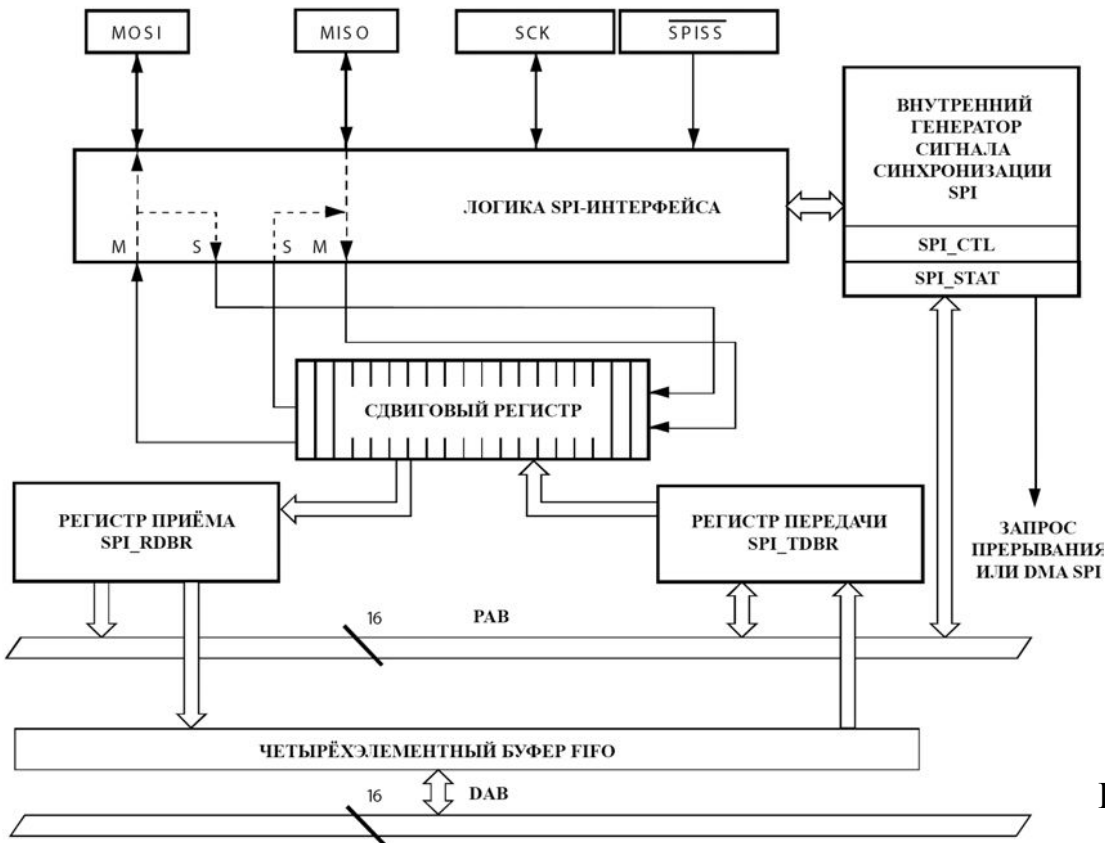 MOSI
MISO
SCK
SPISS
ВНУТРЕННИЙ
ГЕНЕРАТОР
СИГНАЛА
СИНХРОНИЗАЦИИ
SPI
ЛОГИКА SPI-ИНТЕРФЕЙСА
M
S
S
M
SPI_CTL
SPI_STAT
СДВИГОВЫЙ РЕГИСТР
РЕГИСТР ПРИЁМА
SPI_RDBR
РЕГИСТР ПЕРЕДАЧИ
SPI_TDBR
ЗАПРОС
ПРЕРЫВАНИЯ
ИЛИ DMA SPI
16
PAB
ЧЕТЫРЁХЭЛЕМЕНТНЫЙ БУФЕР FIFO
16
DAB